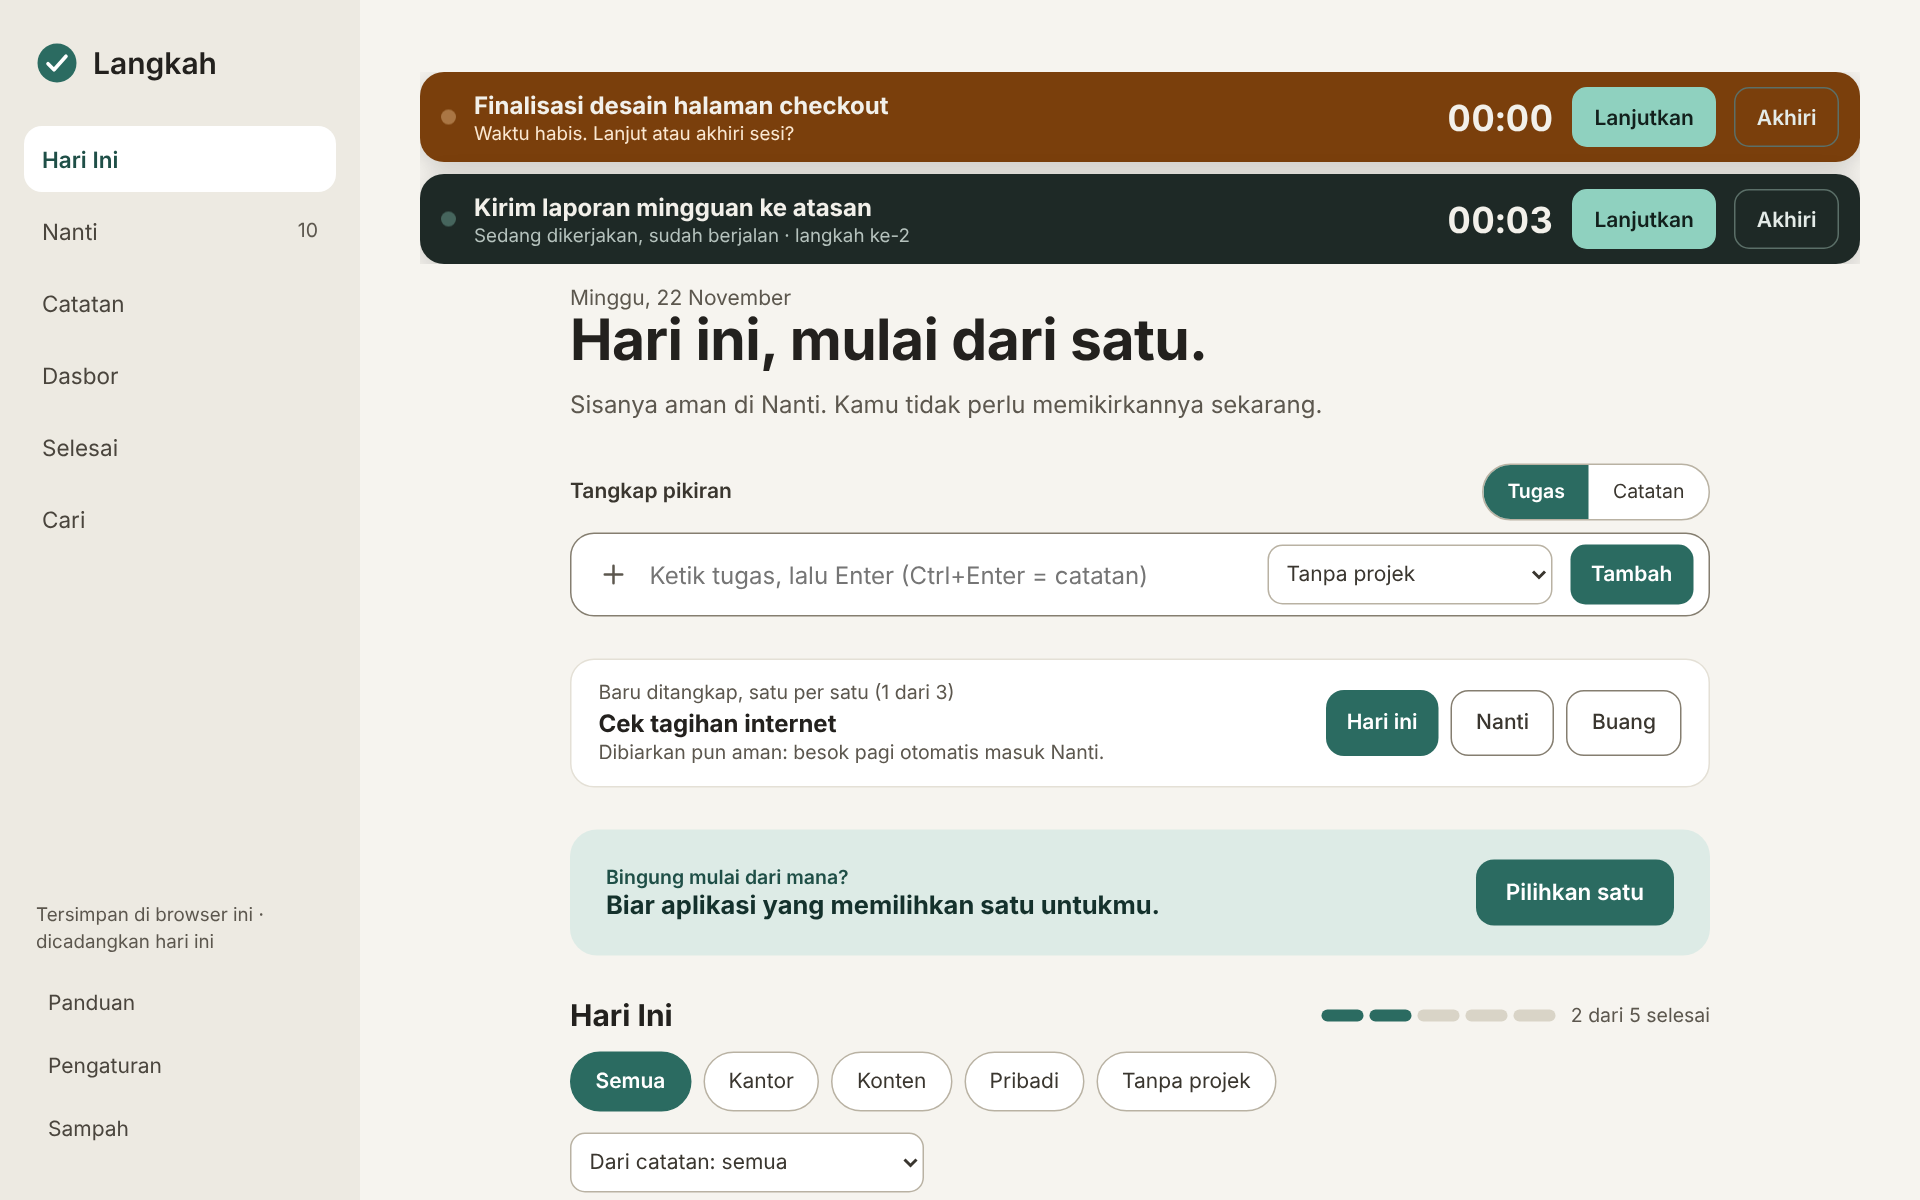 Langkah
Hari Ini
Nanti 10
Catatan
Dasbor
Selesai
Cari
Tersimpan di browser ini ·
dicadangkan hari ini
Panduan
Pengaturan
Sampah
Finalisasi desain halaman checkout
Waktu habis. Lanjut atau akhiri sesi?
00:00 Lanjutkan Akhiri
Kirim laporan mingguan ke atasan
Sedang dikerjakan, sudah berjalan · langkah ke-2
00:03 Lanjutkan Akhiri
Minggu, 22 November
Hari ini, mulai dari satu.
Sisanya aman di Nanti. Kamu tidak perlu memikirkannya sekarang.
Tangkap pikiran Tugas Catatan
Ketik tugas, lalu Enter (Ctrl+Enter = catatan) Tanpa projek Tambah
Baru ditangkap, satu per satu (1 dari 3)
Cek tagihan internet
Dibiarkan pun aman: besok pagi otomatis masuk Nanti.
Hari ini Nanti Buang
Bingung mulai dari mana?
Biar aplikasi yang memilihkan satu untukmu.
Pilihkan satu
Hari Ini 2 dari 5 selesai
Semua Kantor Konten Pribadi Tanpa projek
Dari catatan: semua